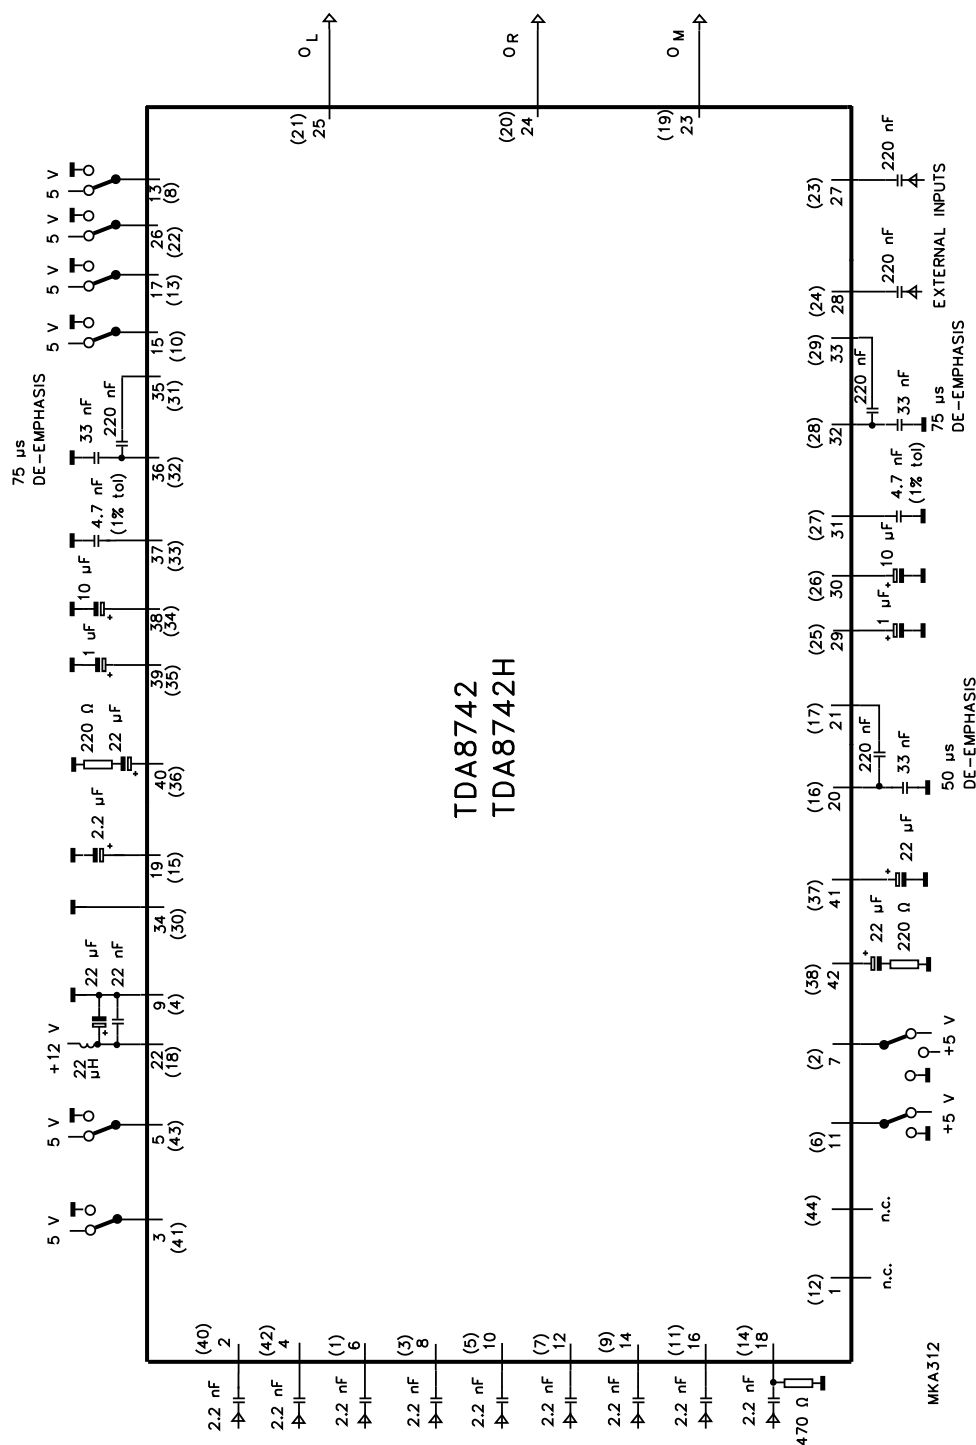 O L
O R
O M
(21)
25
(20)
24
(19)
23
5 V
13
(8)
5 V
26
(22)
5 V
17
(13)
5 V
15
(10)
75 µs
DE-EMPHASIS
33 nF
220 nF
35
(31)
36
(32)
4.7 nF
(1% tol)
37
(33)
10 µF
+
38
(34)
1 µF
+
39
(35)
220 Ω
22 µF
+
40
(36)
2.2 µF
+
19
(15)
34
(30)
22 µF
22 nF
+
9
(4)
+12 V
22
µH
22
(18)
5 V
5
(43)
5 V
3
(41)
TDA8742
TDA8742H
(23)
27
220 nF
(24)
28
220 nF
EXTERNAL INPUTS
(29)
33
220 nF
(28)
32
33 nF
75 µs
DE-EMPHASIS
(27)
31
4.7 nF
(1% tol)
(26)
30
+
10 µF
(25)
29
+
1 µF
(17)
21
220 nF
(16)
20
33 nF
50 µs
DE-EMPHASIS
(37)
41
+
22 µF
(38)
42
+
22 µF
220 Ω
(2)
7
+5 V
(6)
11
+5 V
(44)
n.c.
(12)
1
n.c.
(40)
2
2.2 nF
(42)
4
2.2 nF
(1)
6
2.2 nF
(3)
8
2.2 nF
(5)
10
2.2 nF
(7)
12
2.2 nF
(9)
14
2.2 nF
(11)
16
2.2 nF
(14)
18
2.2 nF
470 Ω
MKA312